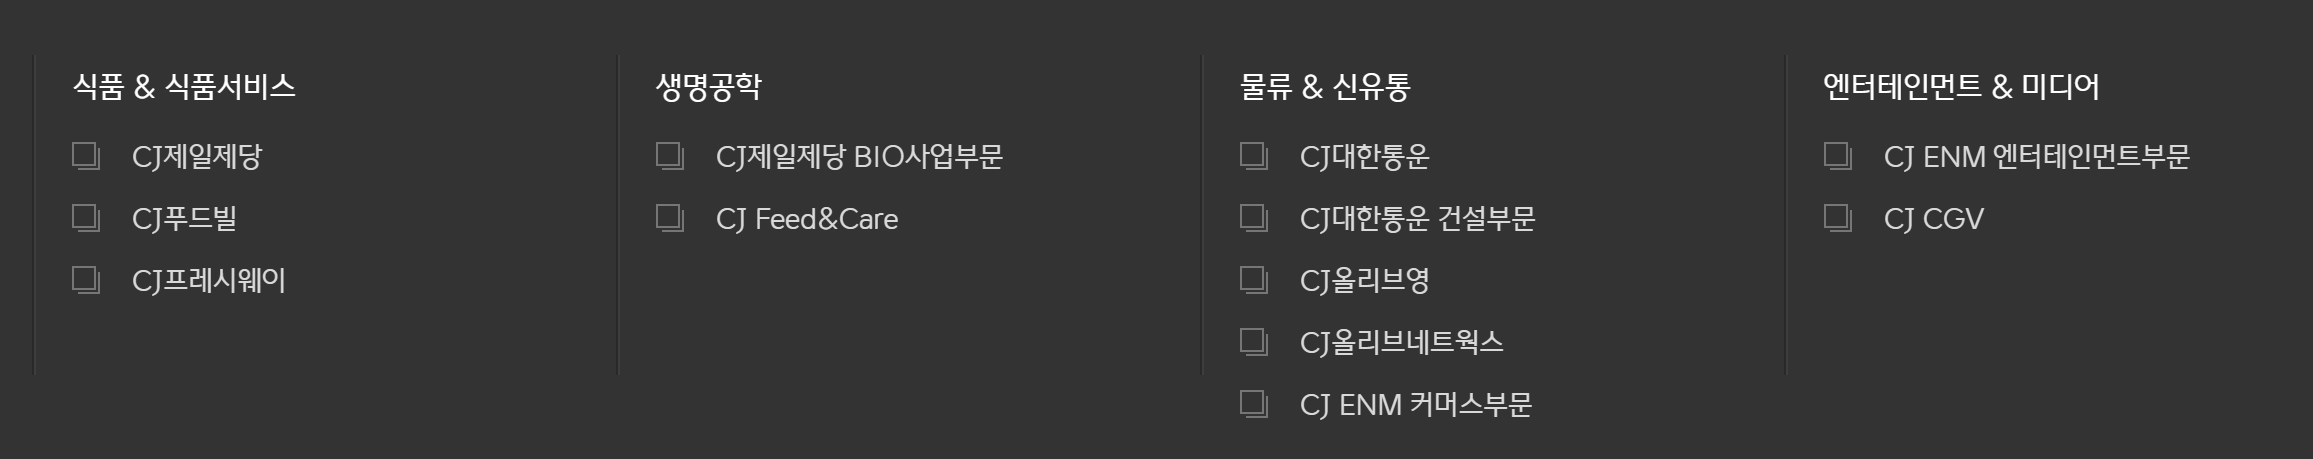 식품 & 식품서비스
CJ제일제당
CJ푸드빌
CJ프레시웨이
생명공학
CJ제일제당 BIO사업부문
CJ Feed&Care
물류 & 신유통
CJ대한통운
CJ대한통운 건설부문
CJ올리브영
CJ올리브네트웍스
CJ ENM 커머스부문
엔터테인먼트 & 미디어
CJ ENM 엔터테인먼트부문
CJ CGV